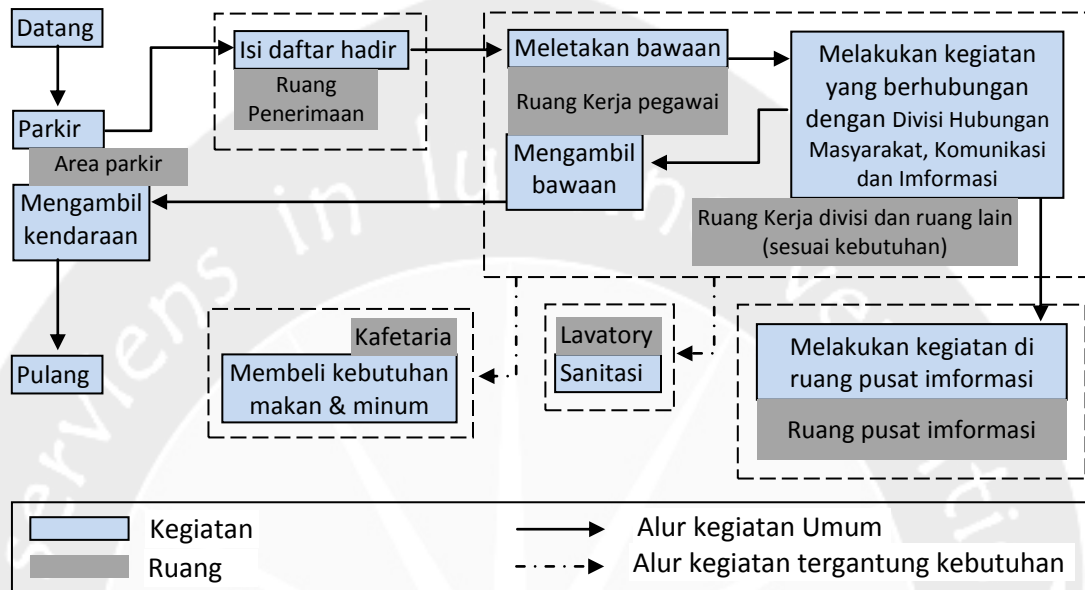 Datang
Parkir
Area parkir
Mengambil
kendaraan
Pulang
Isi daftar hadir
Ruang
Penerimaan
Meletakan bawaan
Ruang Kerja pegawai
Mengambil
bawaan
Melakukan kegiatan
yang berhubungan
dengan Divisi Hubungan
Masyarakat, Komunikasi
dan Imformasi
Ruang Kerja divisi dan ruang lain
(sesuai kebutuhan)
Kafetaria
Membeli kebutuhan
makan & minum
Lavatory
Sanitasi
Melakukan kegiatan di
ruang pusat imformasi
Ruang pusat imformasi
Kegiatan
Ruang
Alur kegiatan Umum
Alur kegiatan tergantung kebutuhan
serviens in lu